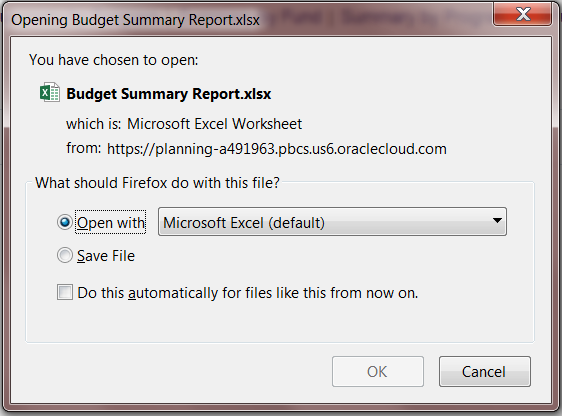 Opening Budget Summary Report.xlsx
You have chosen to open:
Budget Summary Report.xlsx
which is: Microsoft Excel Worksheet
from: https://planning-a491963.pbcs.us6.oraclecloud.com
What should Firefox do with this file?
Open with Microsoft Excel (default)
Save File
Do this automatically for files like this from now on.
OK Cancel